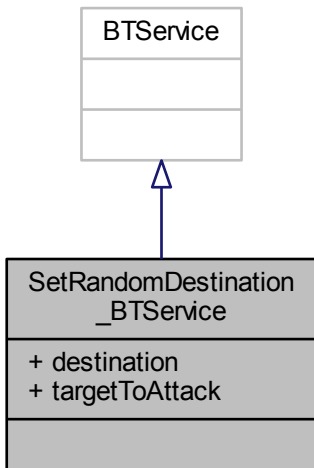 BTService
SetRandomDestination
_BTService
+ destination
+ targetToAttack